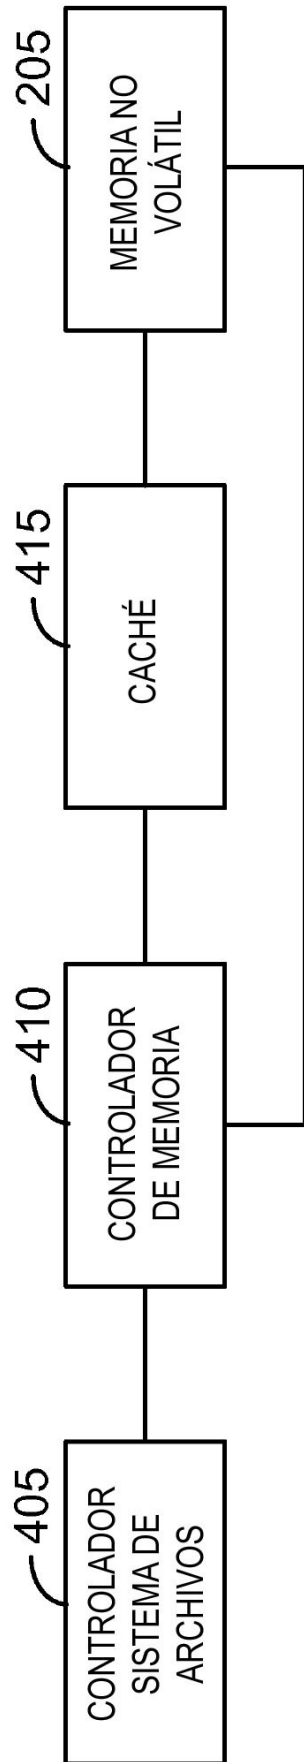 405
CONTROLADOR
SISTEMA DE
ARCHIVOS
410
CONTROLADOR
DE MEMORIA
415
CACHÉ
205
MEMORIA NO
VOLÁTIL